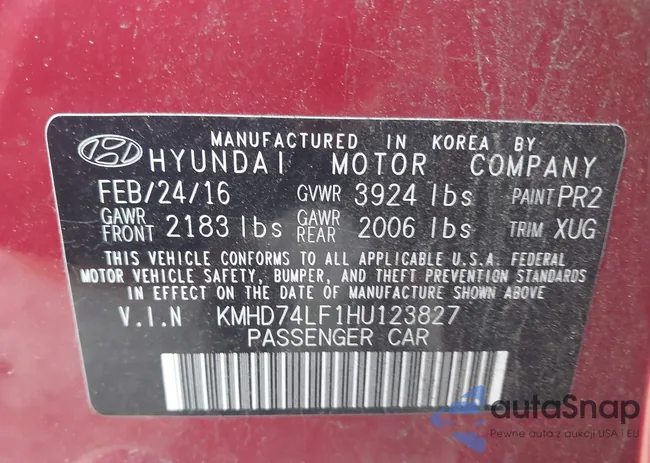 MANUFACTURED IN KOREA BY
HYUNDAI MOTOR COMPANY
FEB/24/16 GVWR 3924 lbs PAINT PR2
GAWR FRONT 2183 lbs GAWR REAR 2006 lbs TRIM XUG
THIS VEHICLE CONFORMS TO ALL APPLICABLE U.S.A. FEDERAL
MOTOR VEHICLE SAFETY, BUMPER, AND THEFT PREVENTION STANDARDS
IN EFFECT ON THE DATE OF MANUFACTURE SHOWN ABOVE
V.I.N KMHD74LF1HU123827
PASSENGER CAR
autaSnap
Pewne auta z aukcji USA i EU